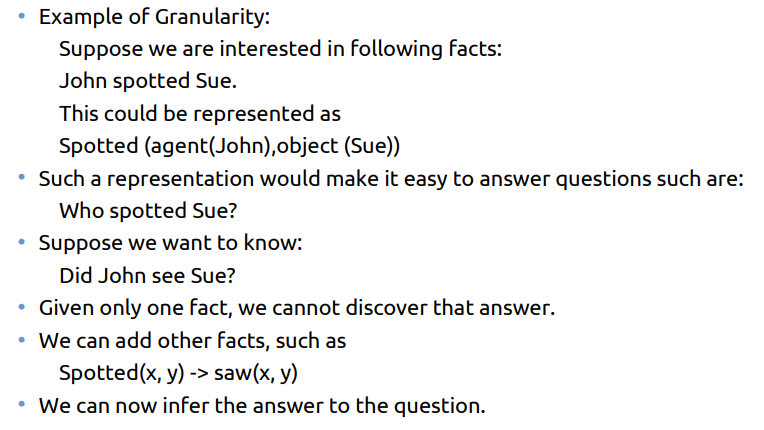 • Example of Granularity:
Suppose we are interested in following facts:
John spotted Sue.
This could be represented as
Spotted (agent(John),object (Sue))
• Such a representation would make it easy to answer questions such are:
Who spotted Sue?
• Suppose we want to know:
Did John see Sue?
• Given only one fact, we cannot discover that answer.
• We can add other facts, such as
Spotted(x, y) -> saw(x, y)
• We can now infer the answer to the question.